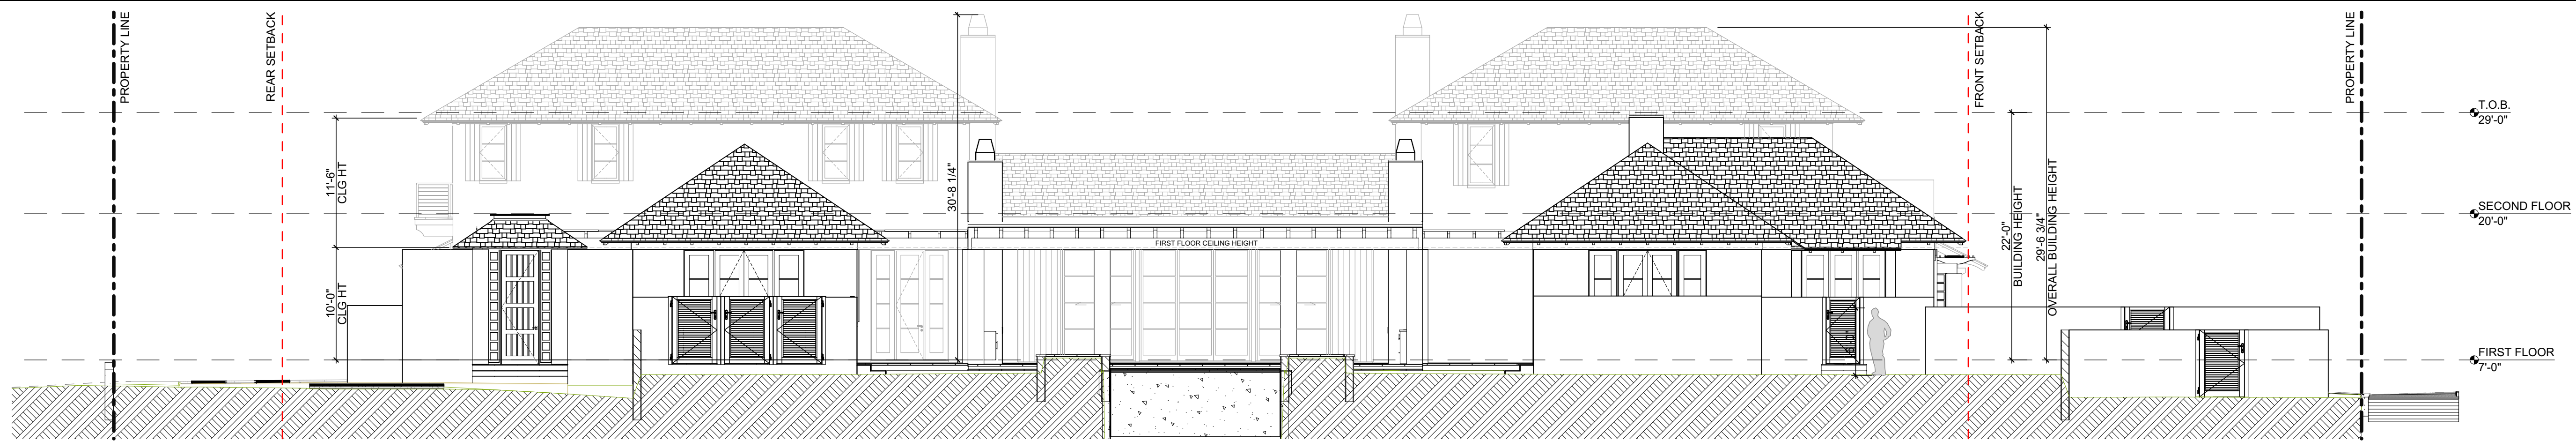 PROPERTY LINE
REAR SETBACK
11'-6"
CLG HT
10'-0"
CLG HT
30'-8 1/4"
FIRST FLOOR CEILING HEIGHT
FRONT SETBACK
22'-0"
BUILDING HEIGHT
29'-6 3/4"
OVERALL BUILDING HEIGHT
PROPERTY LINE
T.O.B.
29'-0"
SECOND FLOOR
20'-0"
FIRST FLOOR
7'-0"